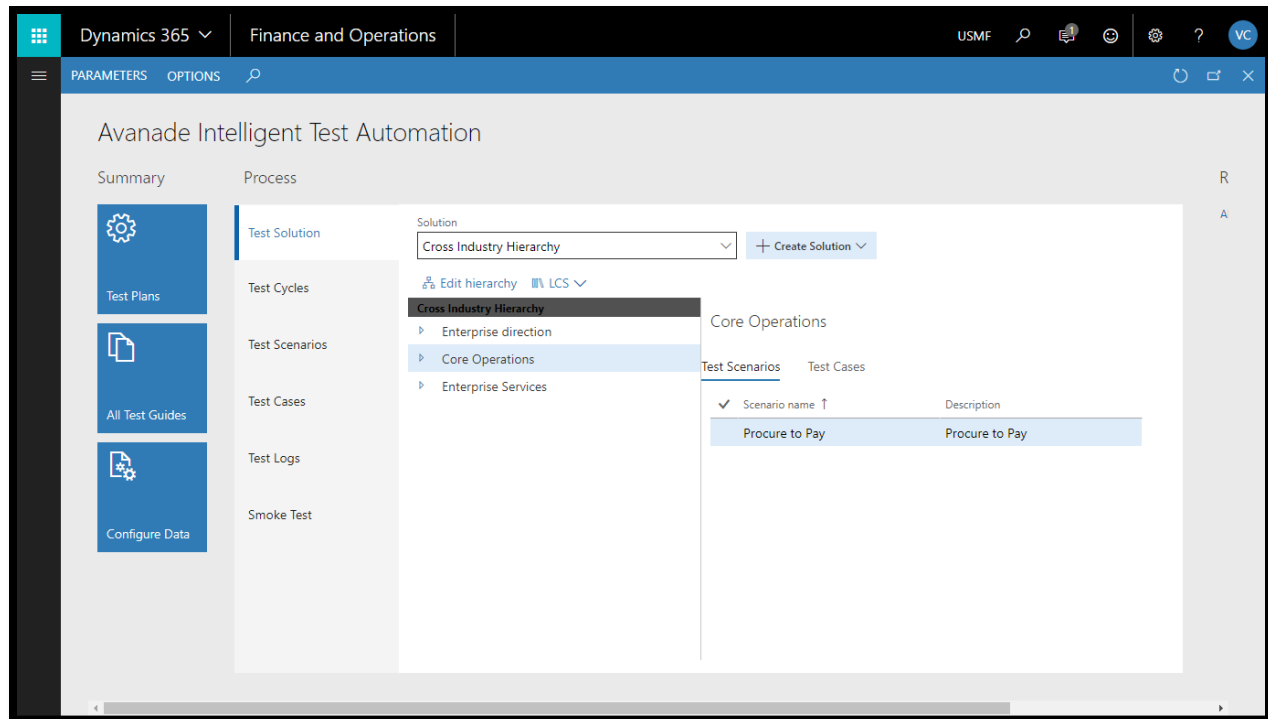 Dynamics 365
Finance and Operations
USMF
1
?
VC
PARAMETERS OPTIONS
Avanade Intelligent Test Automation
Summary
Process
R
A
Test Plans
All Test Guides
Configure Data
Test Solution
Test Cycles
Test Scenarios
Test Cases
Test Logs
Smoke Test
Solution
Cross Industry Hierarchy
Create Solution
Edit hierarchy LCS
Cross Industry Hierarchy
Enterprise direction
Core Operations
Enterprise Services
Core Operations
Test Scenarios Test Cases
Scenario name ↑ Description
Procure to Pay Procure to Pay